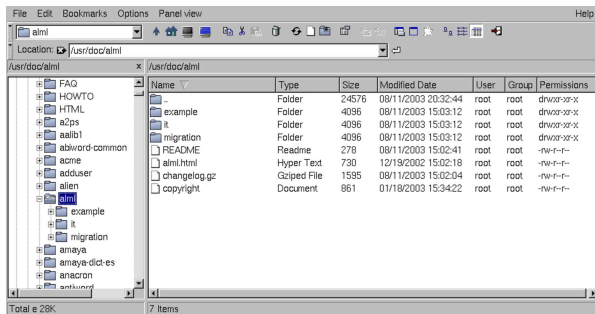 File Edit Bookmarks Options Panel view Help
alml
Location: /usr/doc/alml
/usr/doc/alml x /usr/doc/alml
FAQ
HOWTO
HTML
a2ps
aalib1
abiword-common
acme
adduser
alien
alml
example
it
migration
amaya
amaya-dict-es
anacron
antiword
Name Type Size Modified Date User Group Permissions
.. Folder 24576 08/11/2003 20:32:44 root root drwxr-xr-x
example Folder 4096 08/11/2003 15:03:12 root root drwxr-xr-x
it Folder 4096 08/11/2003 15:03:12 root root drwxr-xr-x
migration Folder 4096 08/11/2003 15:03:12 root root drwxr-xr-x
README Readme 278 08/11/2003 15:02:41 root root -rw-r--r--
alml.html Hyper Text 730 12/19/2002 15:02:18 root root -rw-r--r--
changelog.gz Gziped File 1595 08/11/2003 15:02:04 root root -rw-r--r--
copyright Document 861 01/18/2003 15:34:22 root root -rw-r--r--
Total e 28K 7 Items